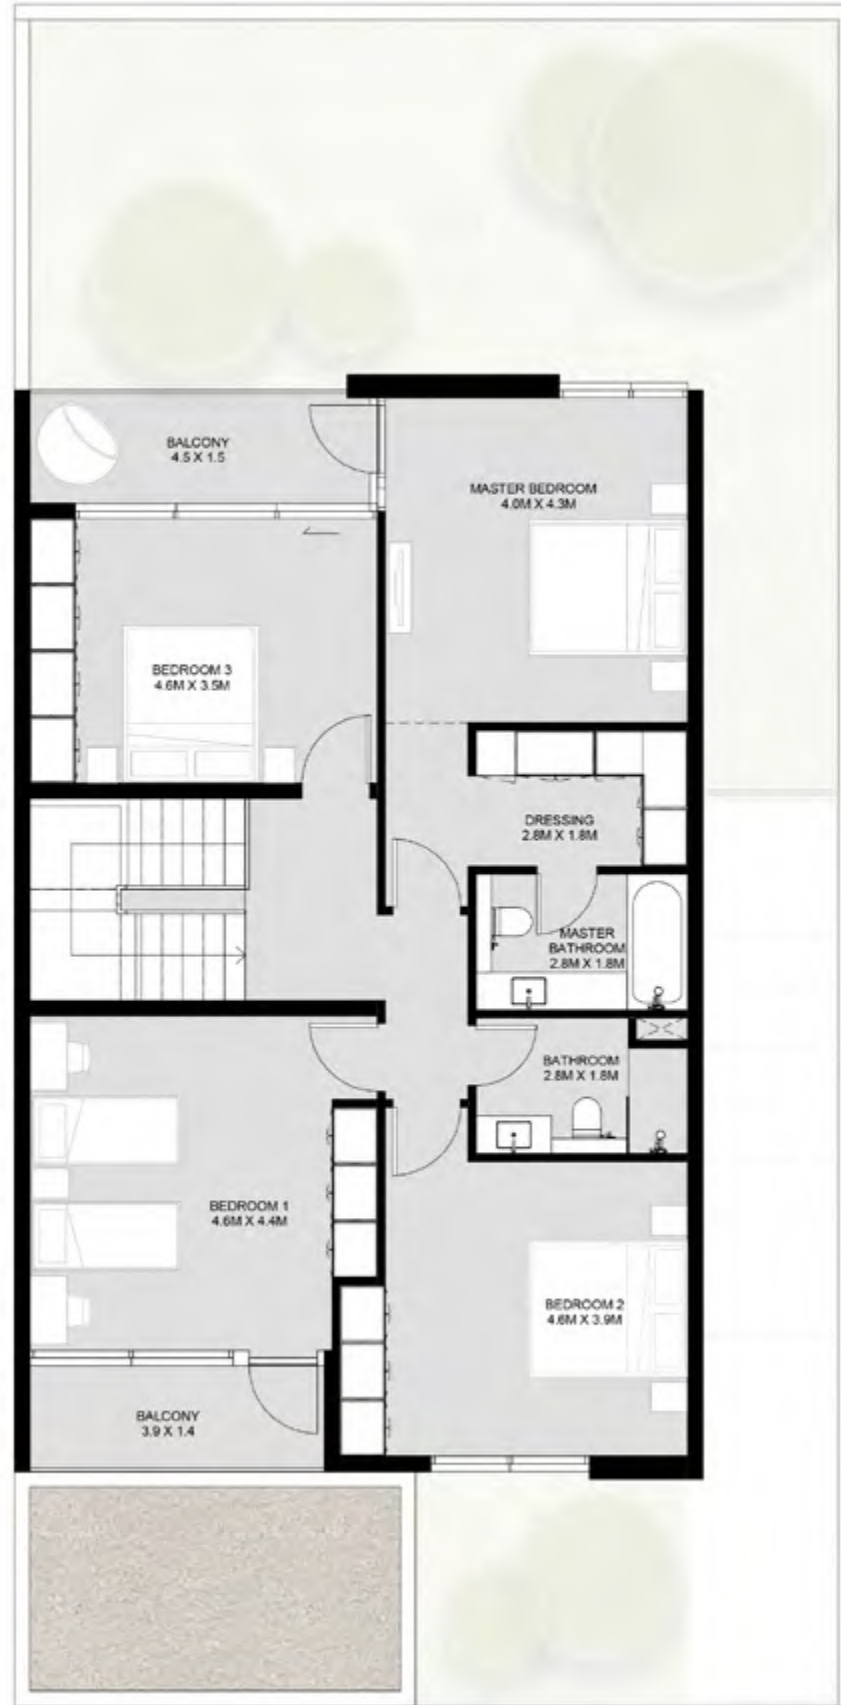 BALCONY
4.5 X 1.5
MASTER BEDROOM
4.0M X 4.3M
BEDROOM 3
4.6M X 3.5M
DRESSING
2.8M X 1.8M
MASTER
BATHROOM
2.8M X 1.8M
BATHROOM
2.8M X 1.8M
BEDROOM 1
4.6M X 4.4M
BEDROOM 2
4.6M X 3.9M
BALCONY
3.9 X 1.4